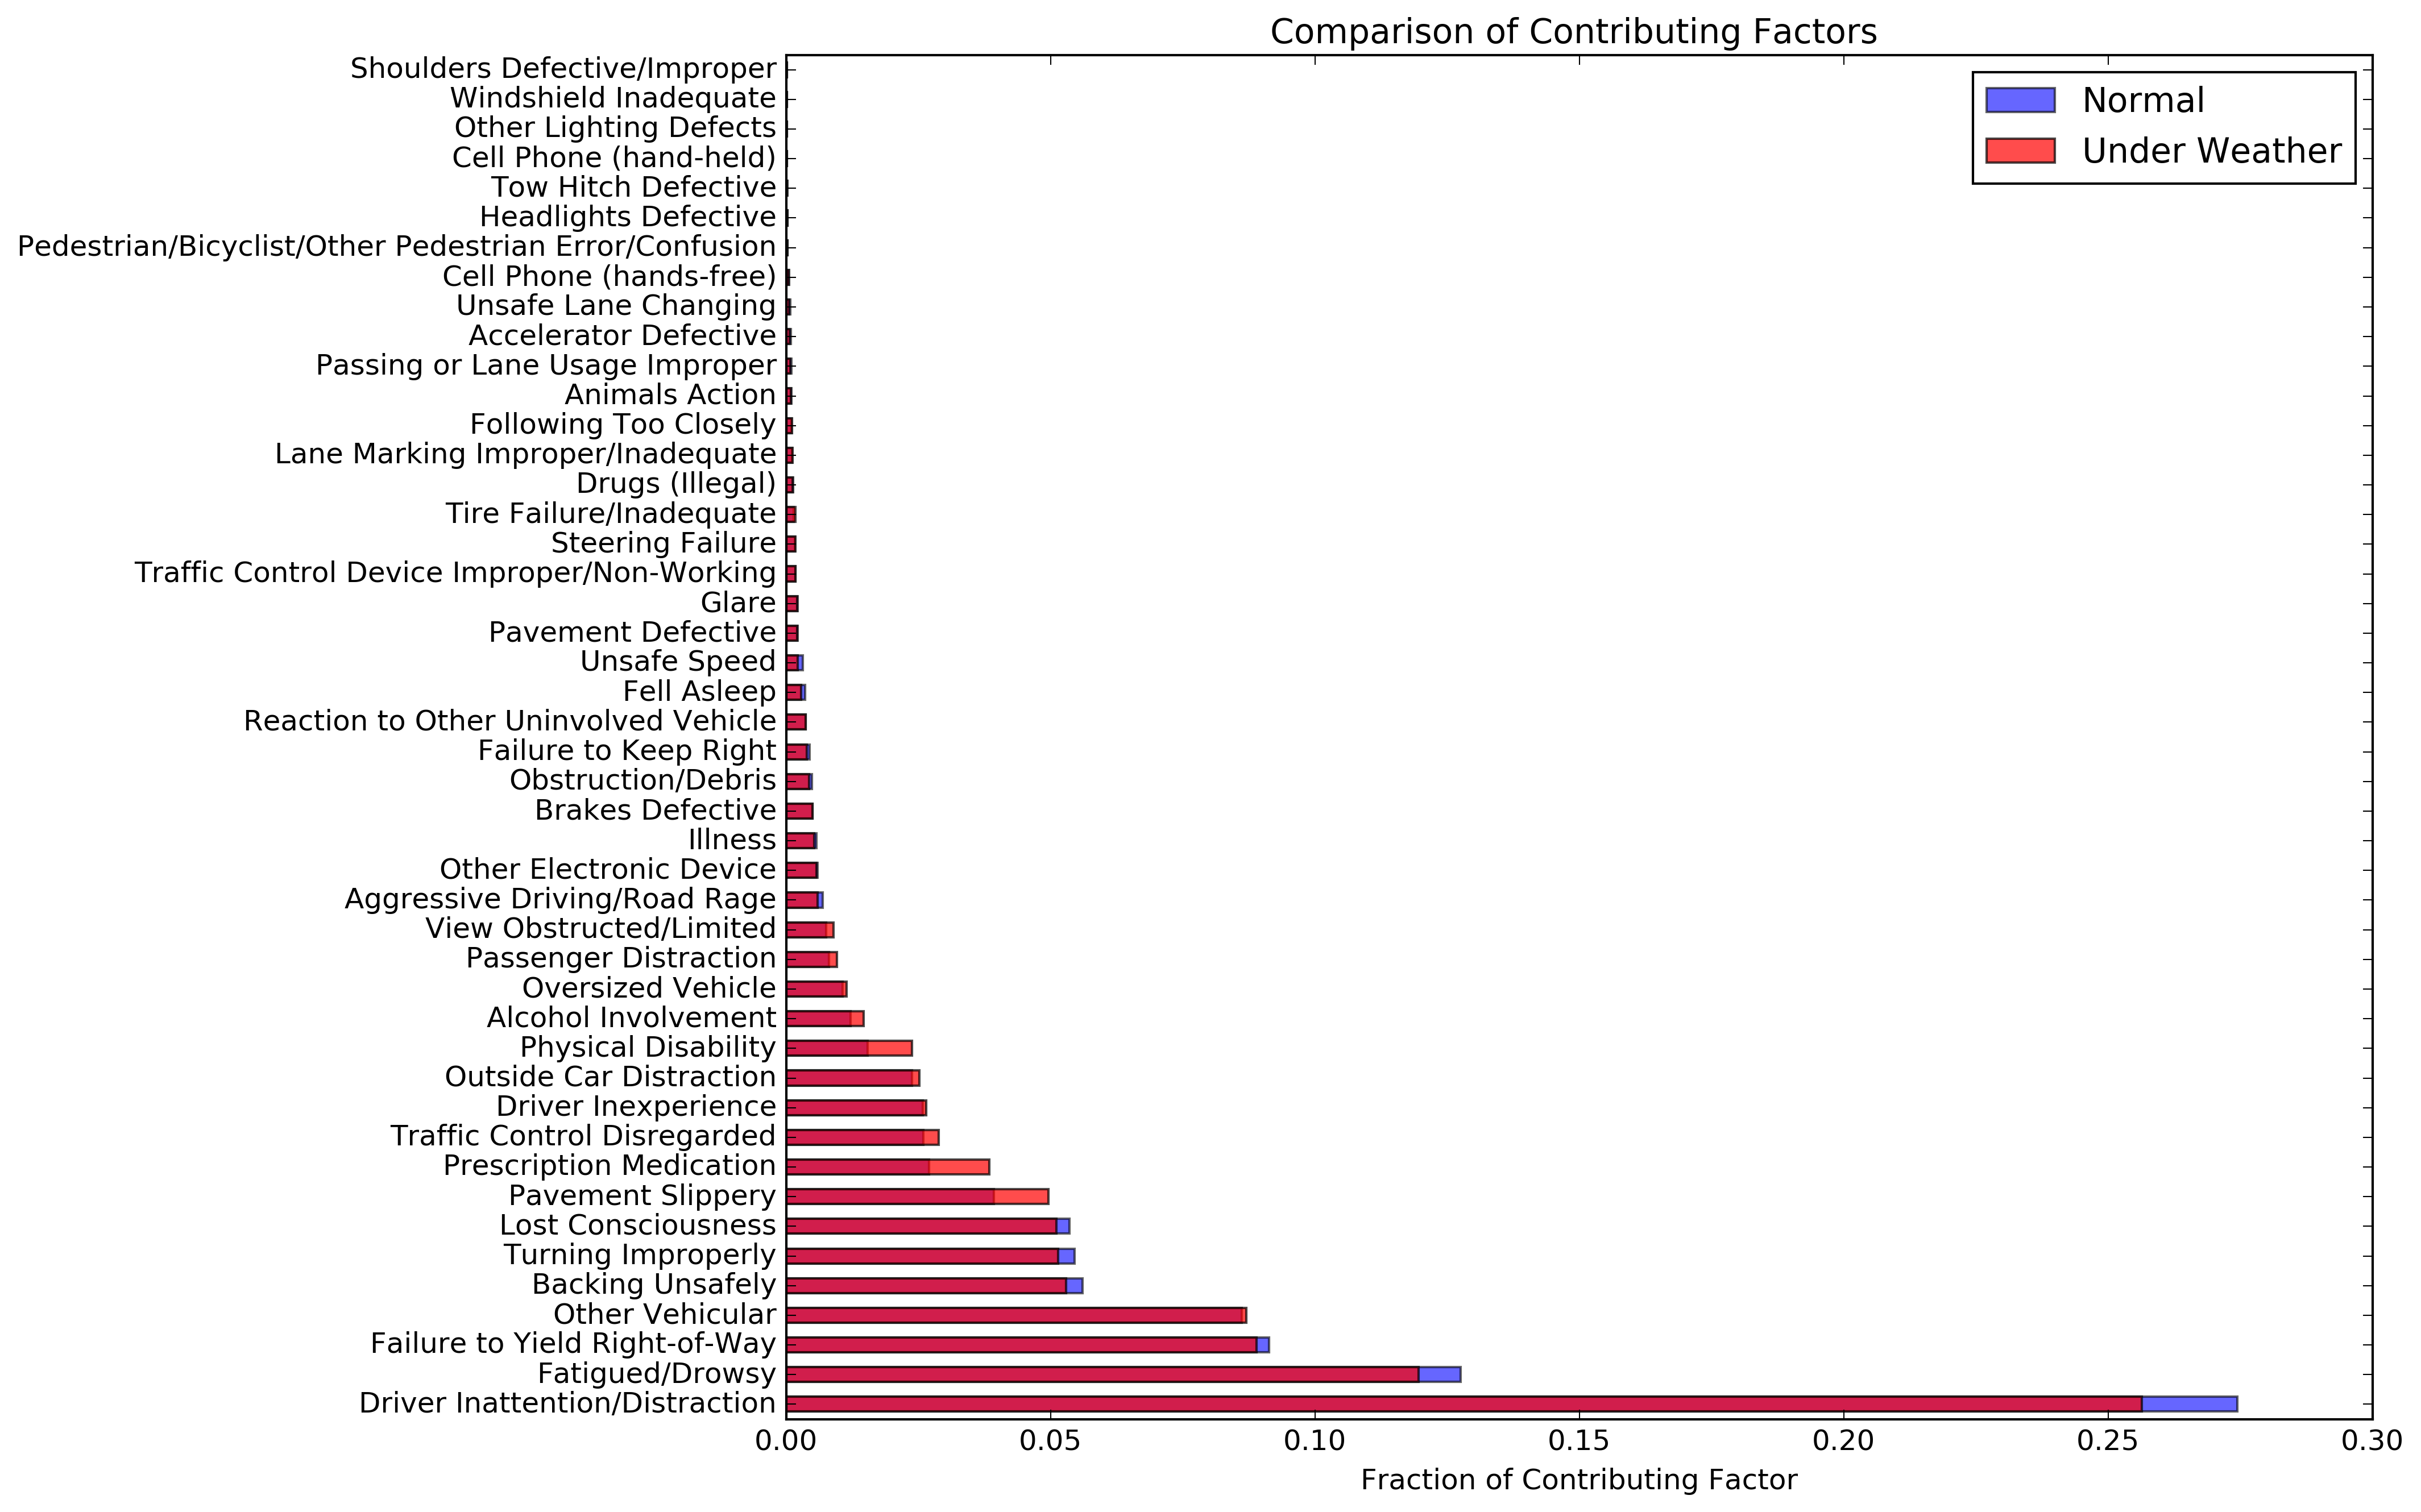 Comparison of Contributing Factors
Shoulders Defective/Improper
Windshield Inadequate
Other Lighting Defects
Cell Phone (hand-held)
Tow Hitch Defective
Headlights Defective
Pedestrian/Bicyclist/Other Pedestrian Error/Confusion
Cell Phone (hands-free)
Unsafe Lane Changing
Accelerator Defective
Passing or Lane Usage Improper
Animals Action
Following Too Closely
Lane Marking Improper/Inadequate
Drugs (Illegal)
Tire Failure/Inadequate
Steering Failure
Traffic Control Device Improper/Non-Working
Glare
Pavement Defective
Unsafe Speed
Fell Asleep
Reaction to Other Uninvolved Vehicle
Failure to Keep Right
Obstruction/Debris
Brakes Defective
Illness
Other Electronic Device
Aggressive Driving/Road Rage
View Obstructed/Limited
Passenger Distraction
Oversized Vehicle
Alcohol Involvement
Physical Disability
Outside Car Distraction
Driver Inexperience
Traffic Control Disregarded
Prescription Medication
Pavement Slippery
Lost Consciousness
Turning Improperly
Backing Unsafely
Other Vehicular
Failure to Yield Right-of-Way
Fatigued/Drowsy
Driver Inattention/Distraction
Normal
Under Weather
0.00 0.05 0.10 0.15 0.20 0.25 0.30
Fraction of Contributing Factor